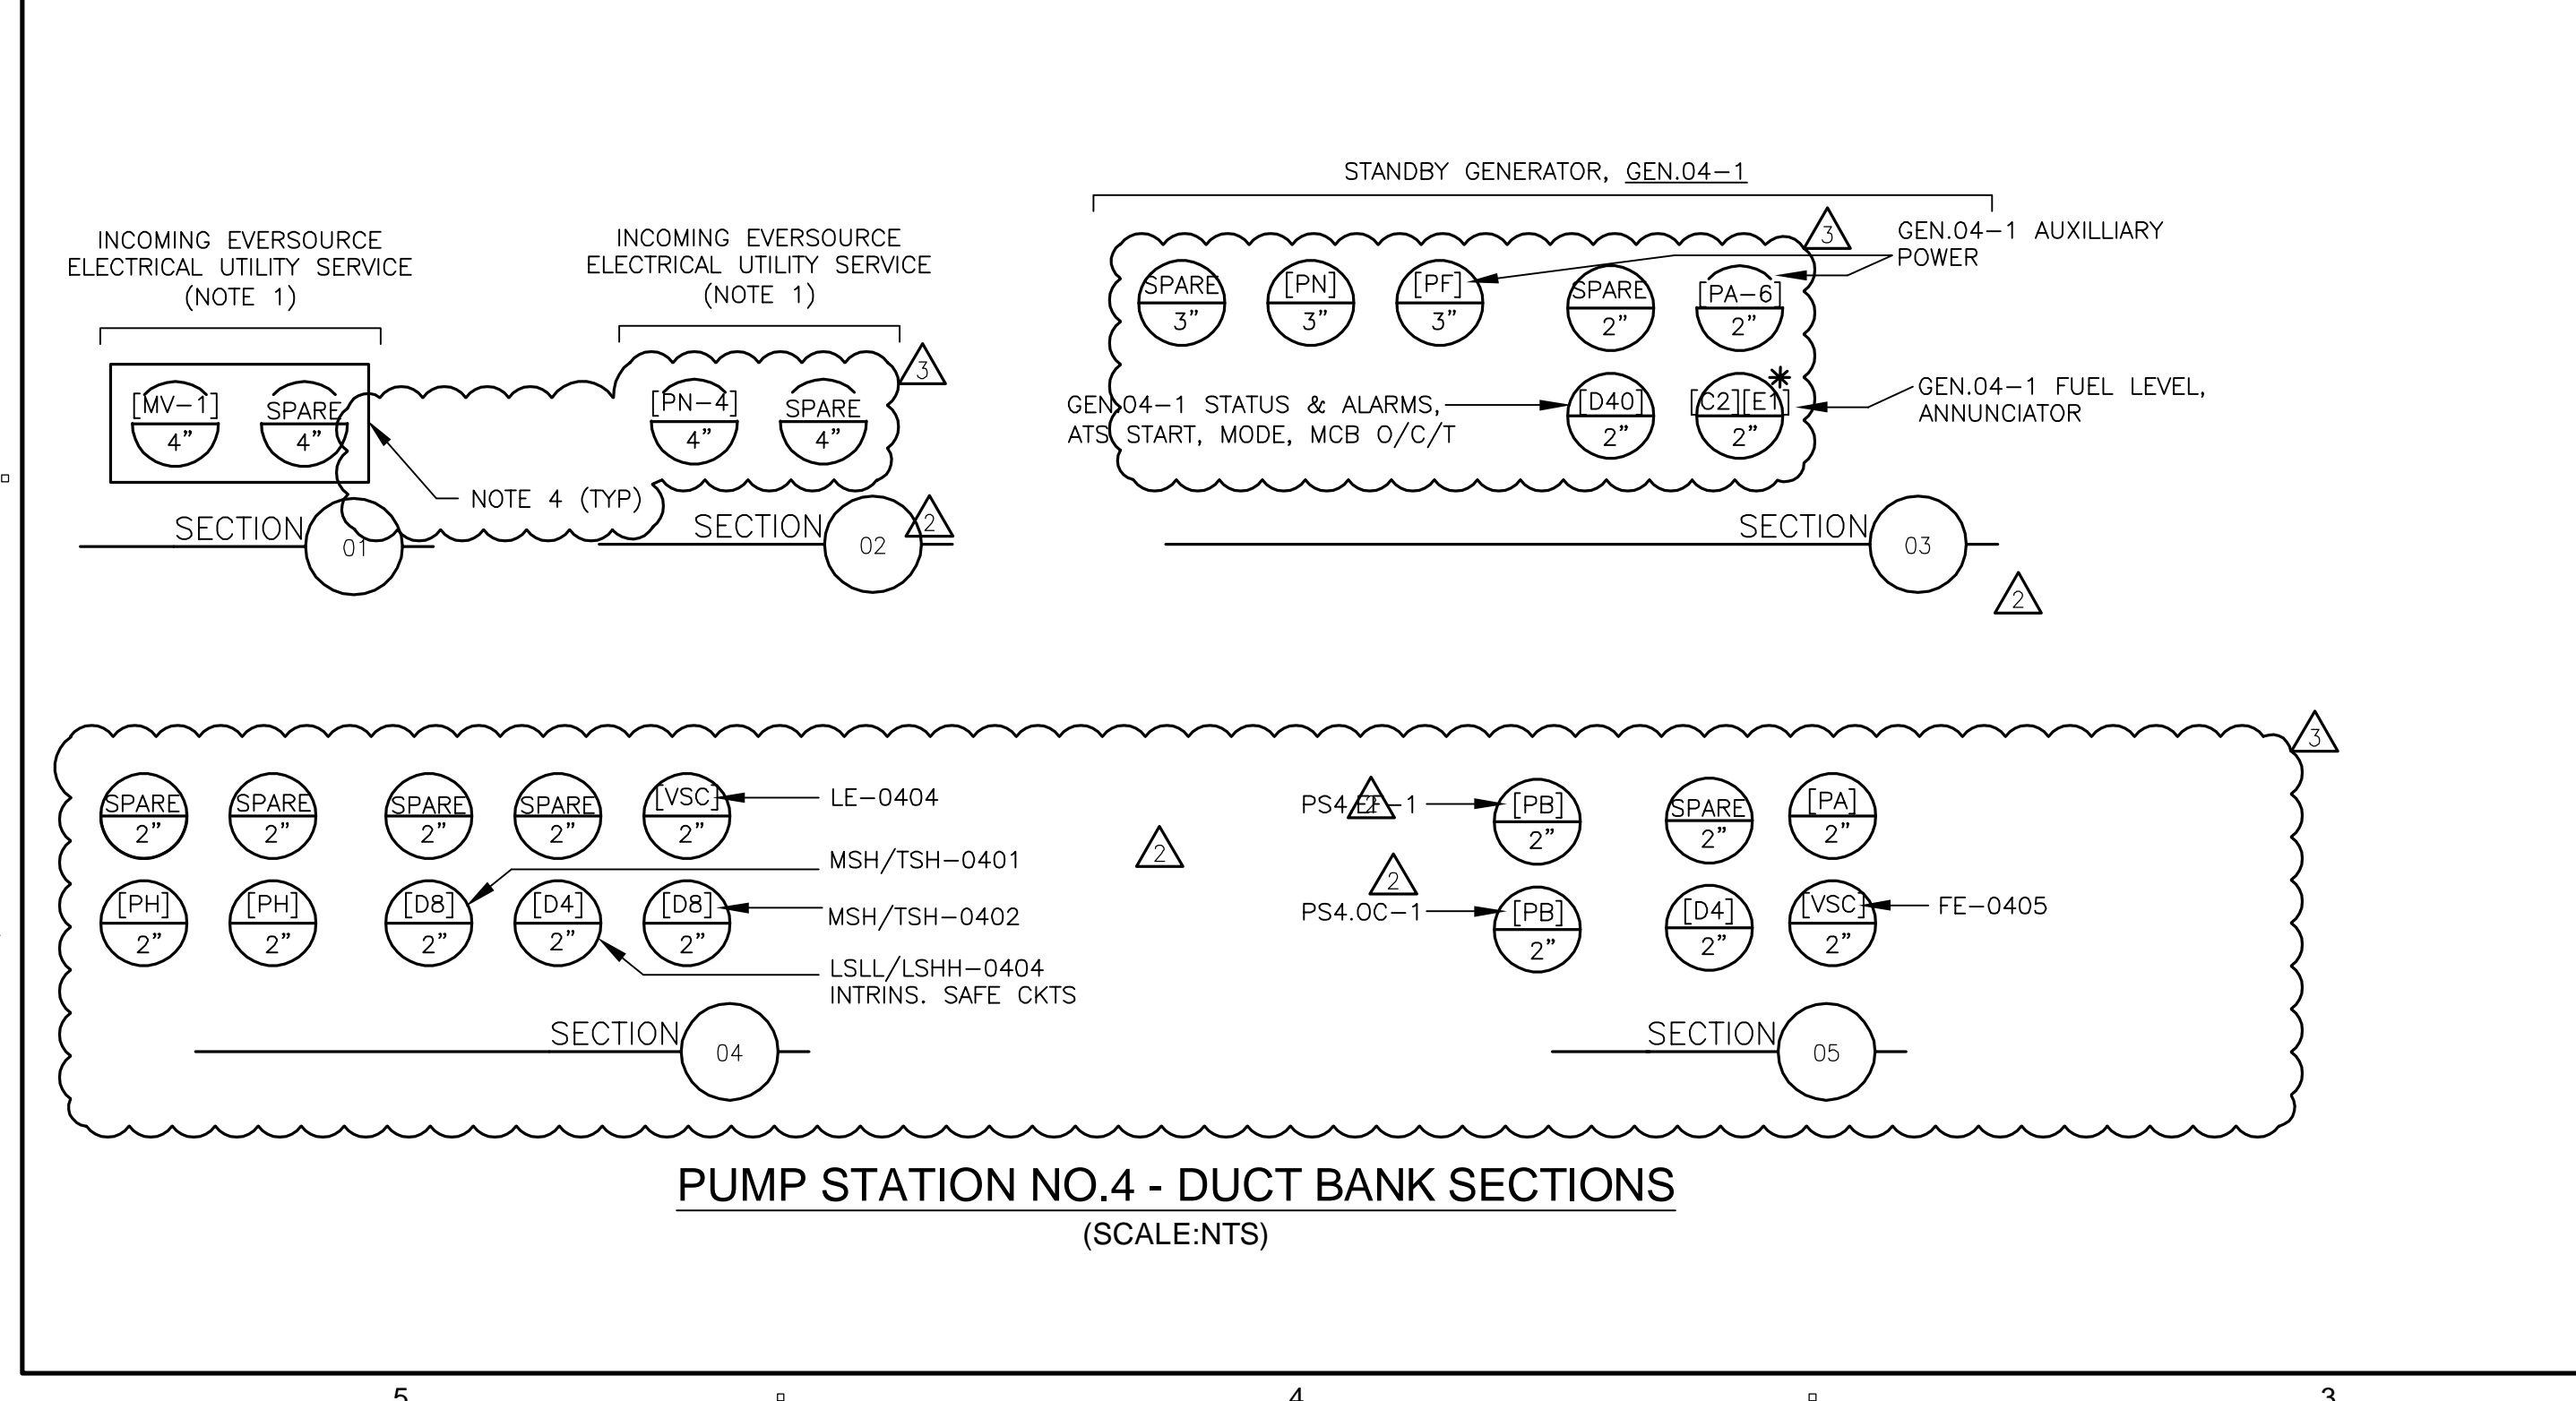 STANDBY GENERATOR, GEN.04-1
INCOMING EVERSOURCE
ELECTRICAL UTILITY SERVICE
(NOTE 1)
[MV-1]
4"
SPARE
4"
NOTE 4 (TYP)
SECTION
01
INCOMING EVERSOURCE
ELECTRICAL UTILITY SERVICE
(NOTE 1)
3
[PN-4]
4"
SPARE
4"
SECTION
02
2
3
GEN.04-1 AUXILLIARY
POWER
SPARE
3"
[PN]
3"
[PF]
3"
SPARE
2"
[PA-6]
2"
GEN.04-1 STATUS & ALARMS,
ATS START, MODE, MCB O/C/T
[D40]
2"
[C2][E1]
2"
*
GEN.04-1 FUEL LEVEL,
ANNUNCIATOR
SECTION
03
2
3
SPARE
2"
SPARE
2"
SPARE
2"
SPARE
2"
[VSC]
2"
LE-0404
MSH/TSH-0401
[PH]
2"
[PH]
2"
[D8]
2"
[D4]
2"
[D8]
2"
MSH/TSH-0402
LSLL/LSHH-0404
INTRINS. SAFE CKTS
SECTION
04
2
PS4.EF-1
2
[PB]
2"
SPARE
2"
[PA]
2"
2
PS4.OC-1
[PB]
2"
[D4]
2"
[VSC]
2"
FE-0405
SECTION
05
PUMP STATION NO.4 - DUCT BANK SECTIONS
(SCALE:NTS)
5
4
3